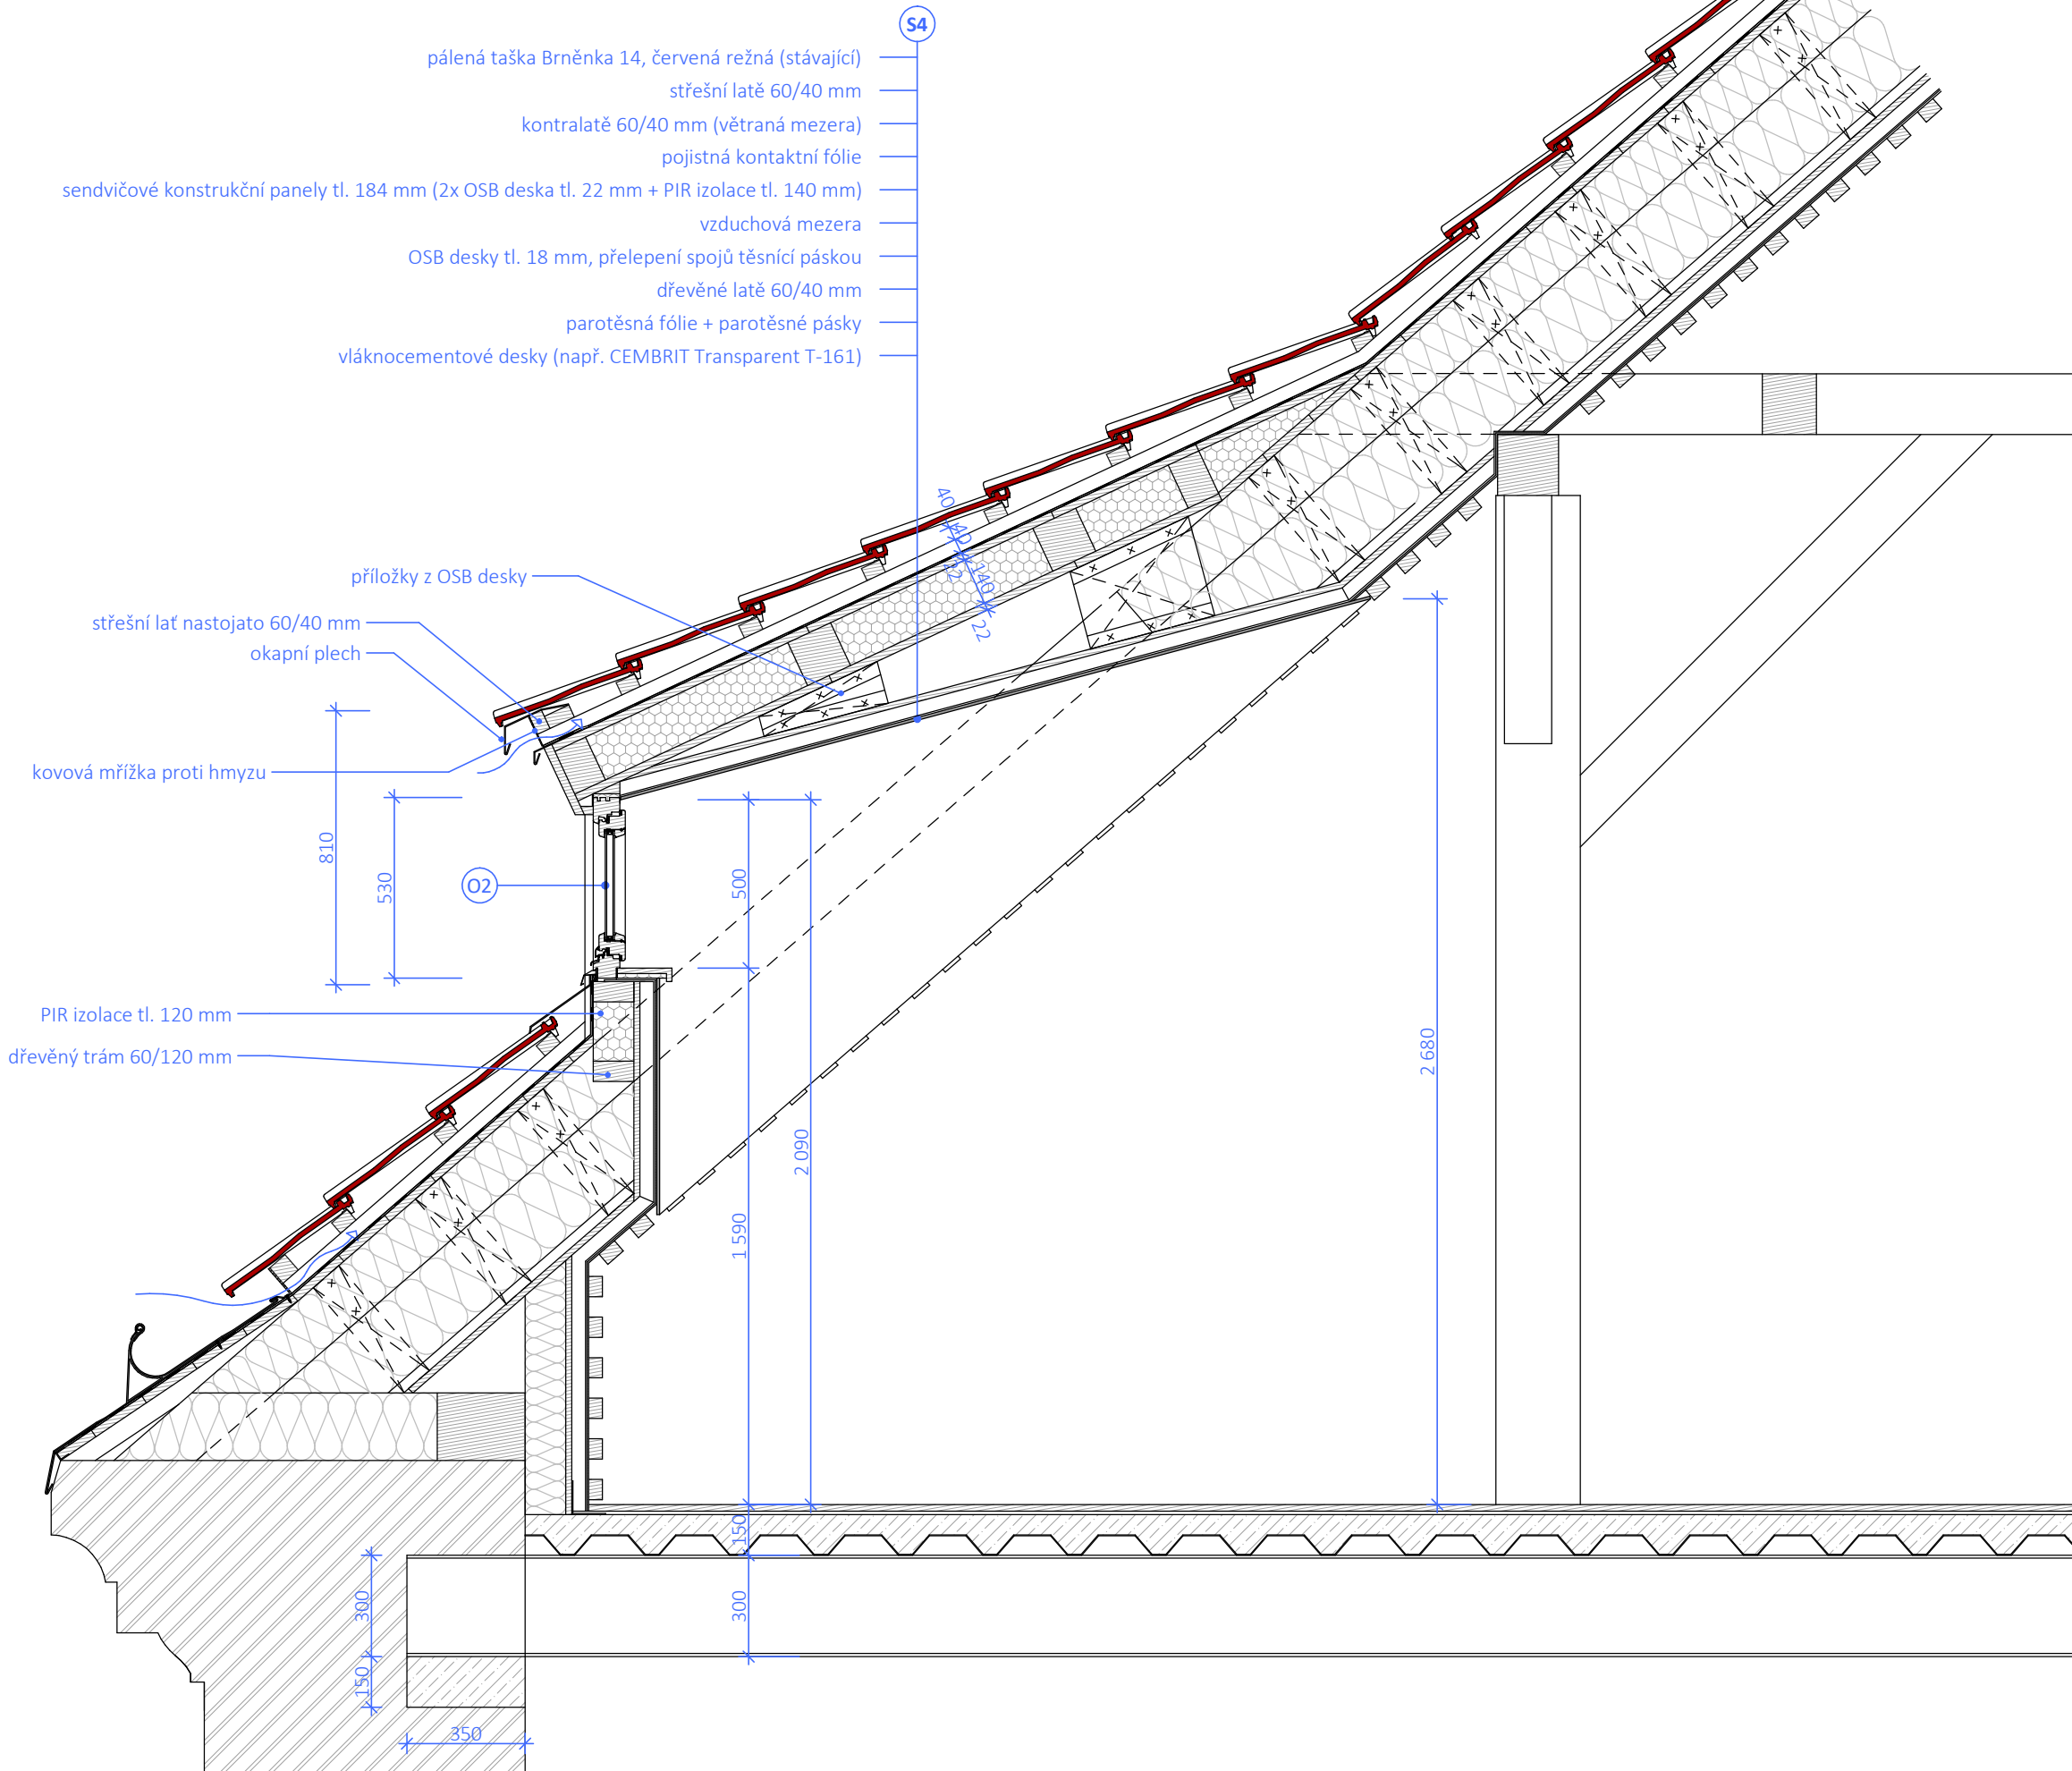 S4
pálená taška Brněnka 14, červená režná (stávající)
střešní latě 60/40 mm
kontralatě 60/40 mm (větraná mezera)
pojistná kontaktní fólie
sendvičové konstrukční panely tl. 184 mm (2x OSB deska tl. 22 mm + PIR izolace tl. 140 mm)
vzduchová mezera
OSB desky tl. 18 mm, přelepení spojů těsnící páskou
dřevěné latě 60/40 mm
parotěsná fólie + parotěsné pásky
vláknocementové desky (např. CEMBRIT Transparent T-161)
40
40
22
140
22
příložky z OSB desky
střešní lať nastojato 60/40 mm
okapní plech
kovová mřížka proti hmyzu
810
530
O2
500
PIR izolace tl. 120 mm
dřevěný trám 60/120 mm
2 680
2 090
1 590
150
300
300
150
350